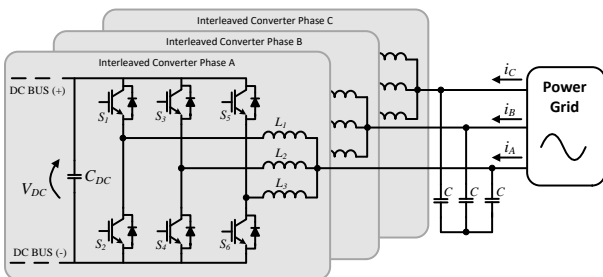 Interleaved Converter Phase C
Interleaved Converter Phase B
Interleaved Converter Phase A
DC BUS (+)
S1
S3
S5
L1
L2
L3
VDC
CDC
S2
S4
S6
DC BUS (-)
iC
iB
iA
Power
Grid
C
C
C